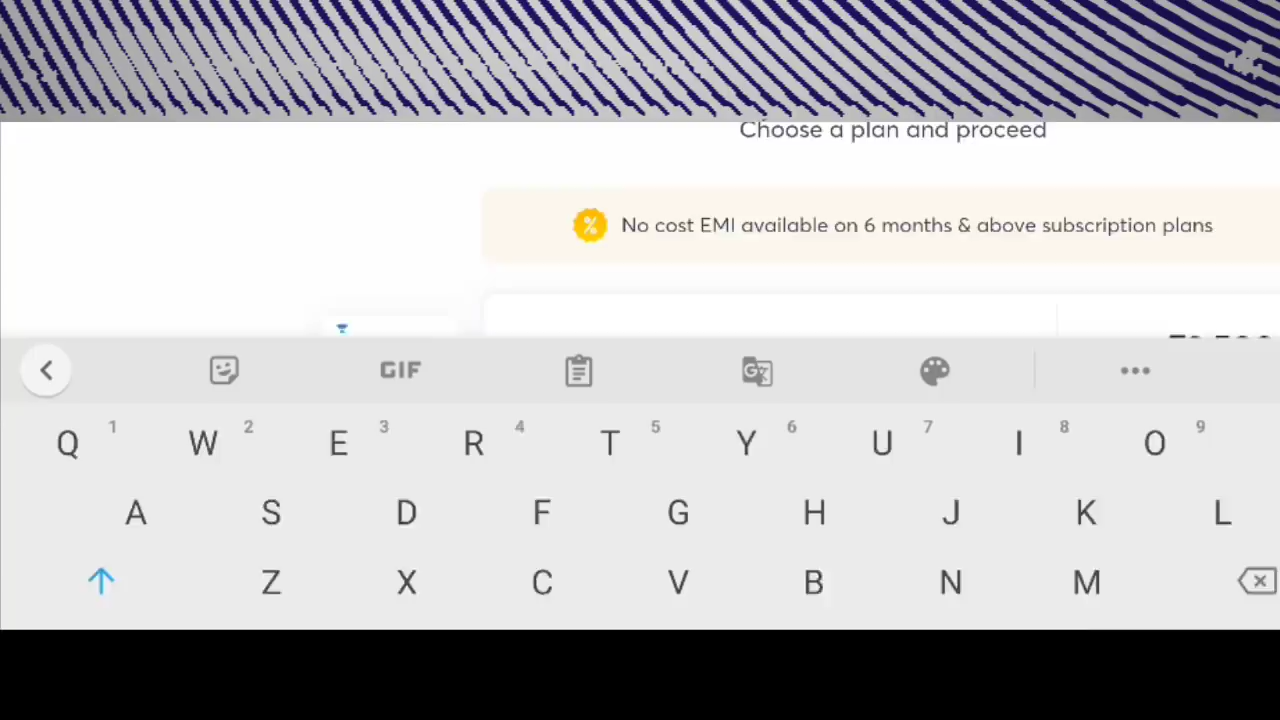 Choose a plan and proceed
% No cost EMI available on 6 months & above subscription plans
GIF
G
Q 1 W 2 E 3 R 4 T 5 Y 6 U 7 I 8 O 9
A S D F G H J K L
Z X C V B N M